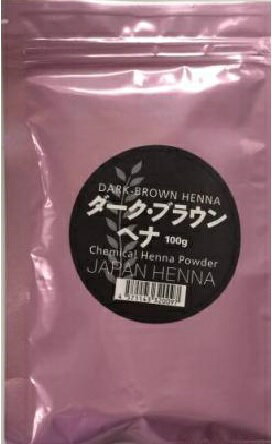 DARK-BROWN HENNA
ダーク・ブラウン
ヘナ 100g
Chemical Henna Powder
JAPAN HENNA